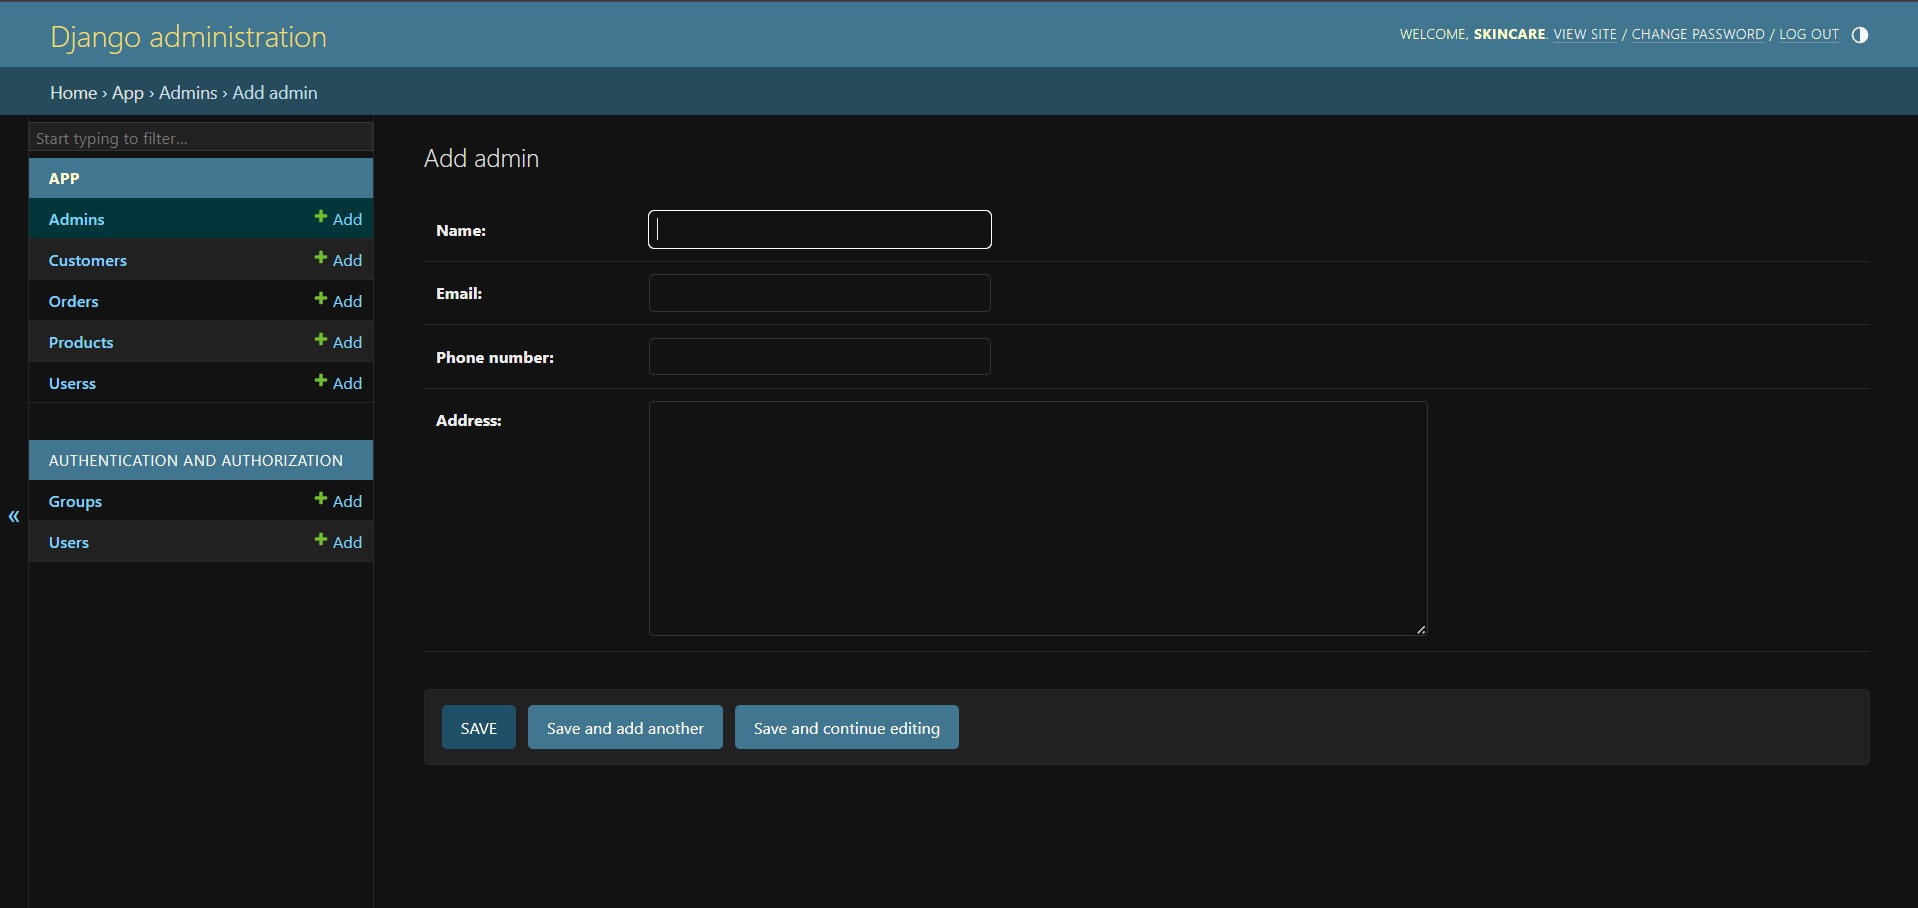 Django administration
WELCOME, SKINCARE. VIEW SITE / CHANGE PASSWORD / LOG OUT
Home › App › Admins › Add admin
Start typing to filter...
APP
Admins + Add
Customers + Add
Orders + Add
Products + Add
Userss + Add
AUTHENTICATION AND AUTHORIZATION
Groups + Add
Users + Add
«
Add admin
Name:
Email:
Phone number:
Address:
SAVE Save and add another Save and continue editing